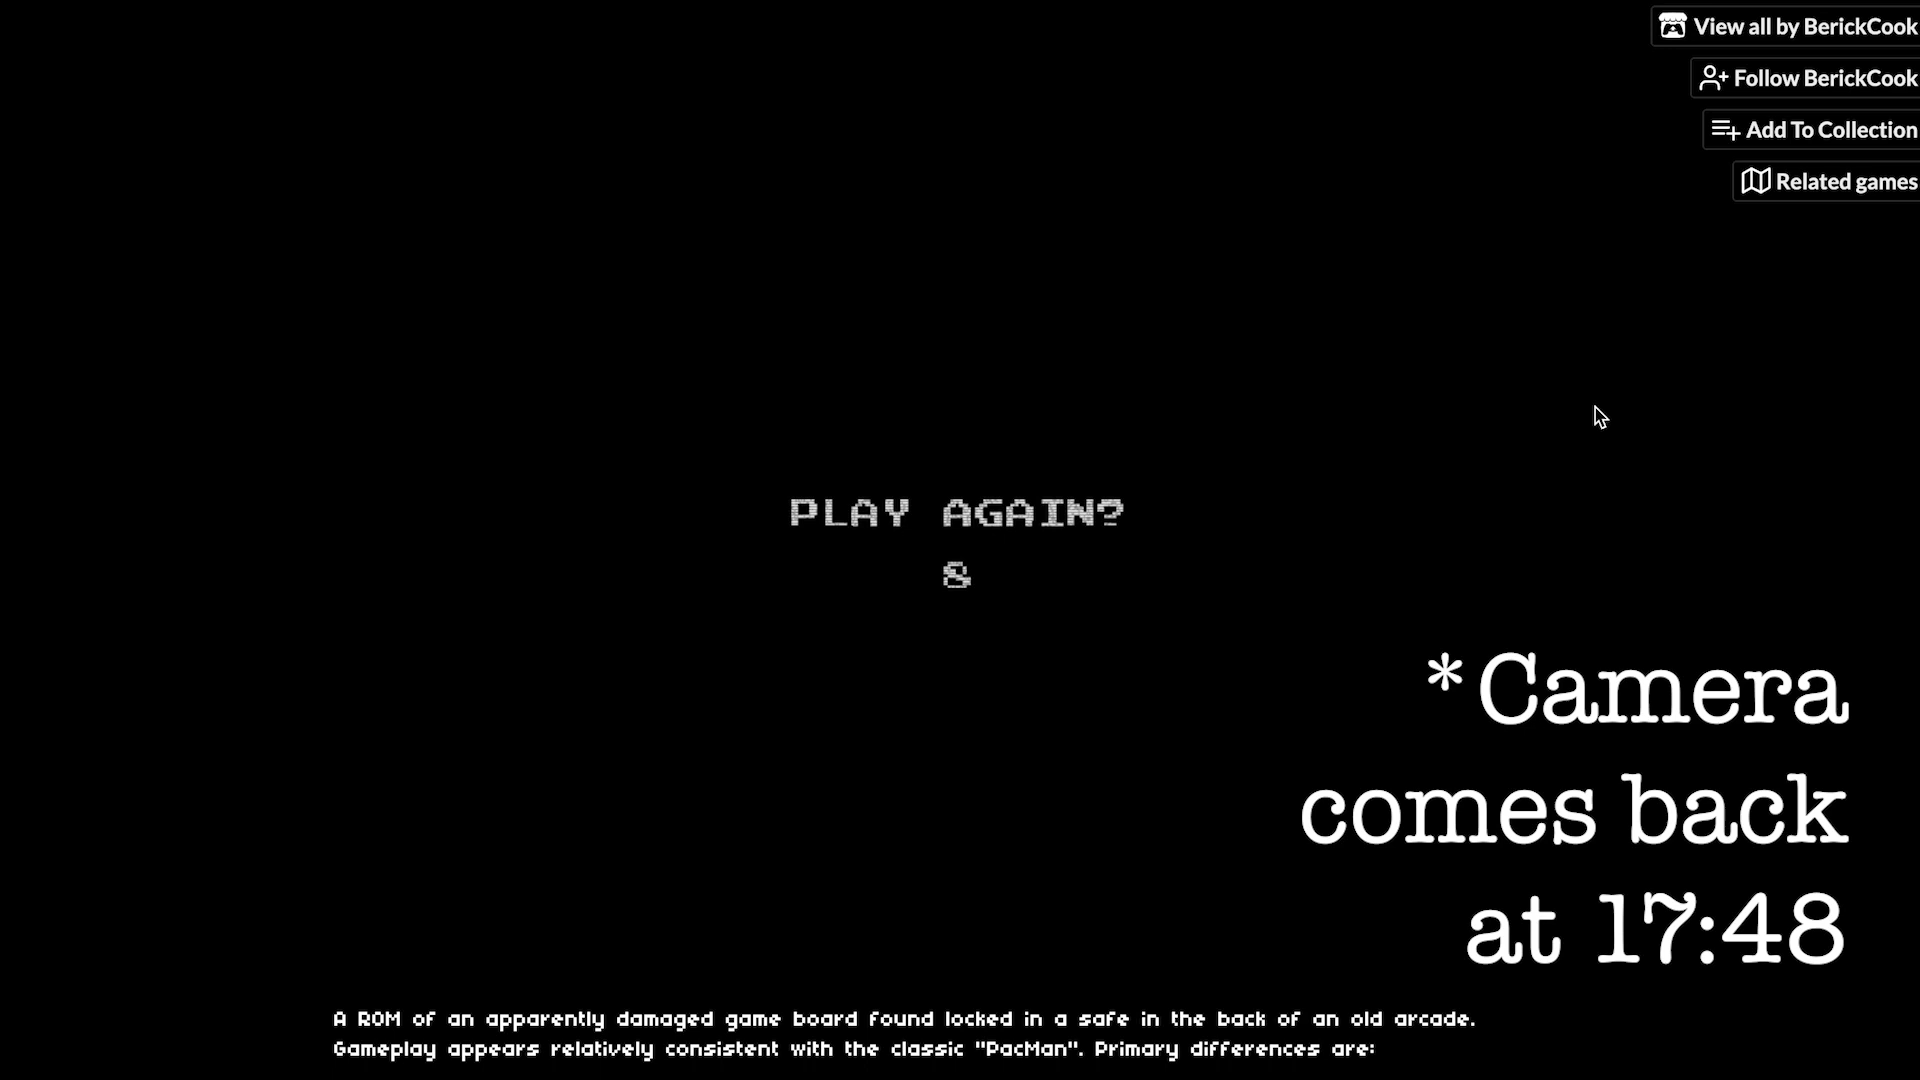 View all by BerickCook
Follow BerickCook
Add To Collection
Related games
PLAY AGAIN?
&
*Camera
comes back
at 17:48
A ROM of an apparently damaged game board found locked in a safe in the back of an old arcade.
Gameplay appears relatively consistent with the classic "PacMan". Primary differences are: